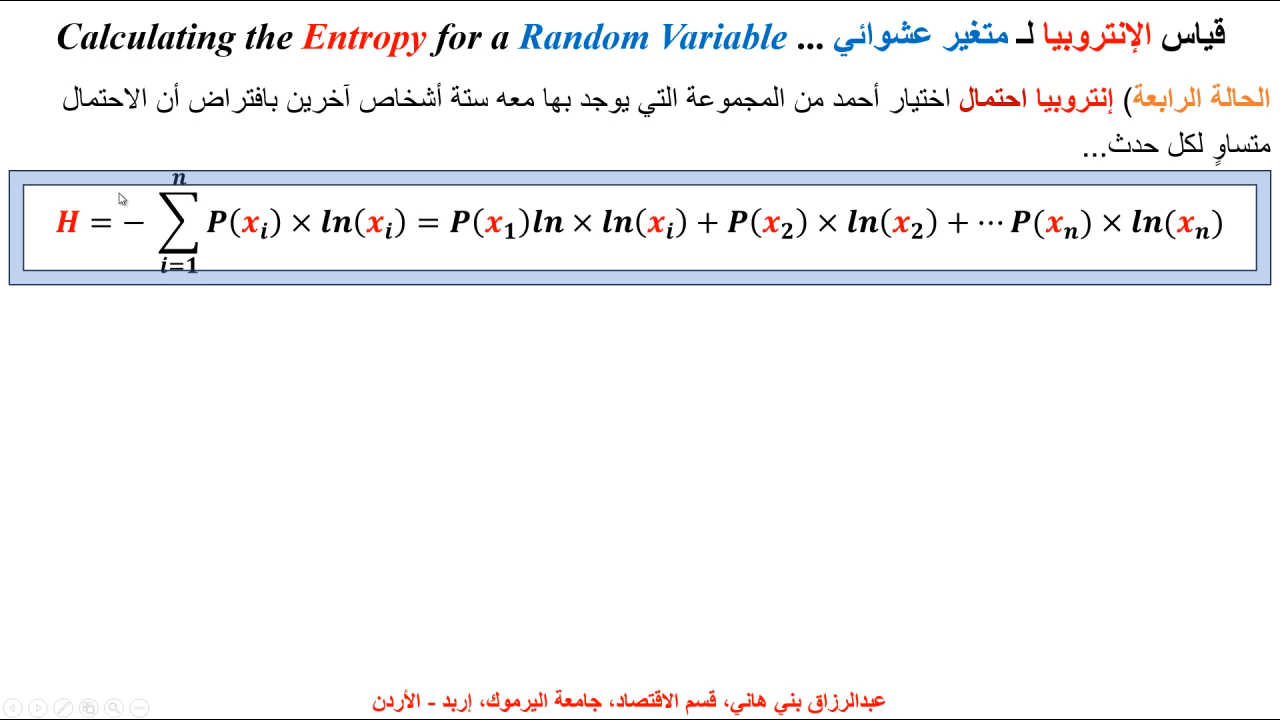 قياس الإنتروبيا لـ متغير عشوائي ... Calculating the Entropy for a Random Variable
الحالة الرابعة) إنتروبيا احتمال اختيار أحمد من المجموعة التي يوجد بها معه ستة أشخاص آخرين بافتراض أن الاحتمال
متساوٍ لكل حدث...
H = − ∑_{i=1}^{n} P(x_i) × ln(x_i) = P(x_1)ln × ln(x_i) + P(x_2) × ln(x_2) + ⋯ P(x_n) × ln(x_n)
عبدالرزاق بني هاني، قسم الاقتصاد، جامعة اليرموك، إربد - الأردن